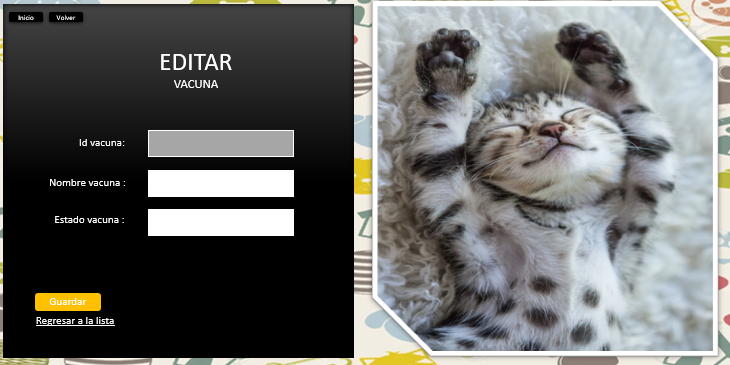 Inicio Volver
EDITAR
VACUNA
Id vacuna:
Nombre vacuna :
Estado vacuna :
Guardar
Regresar a la lista